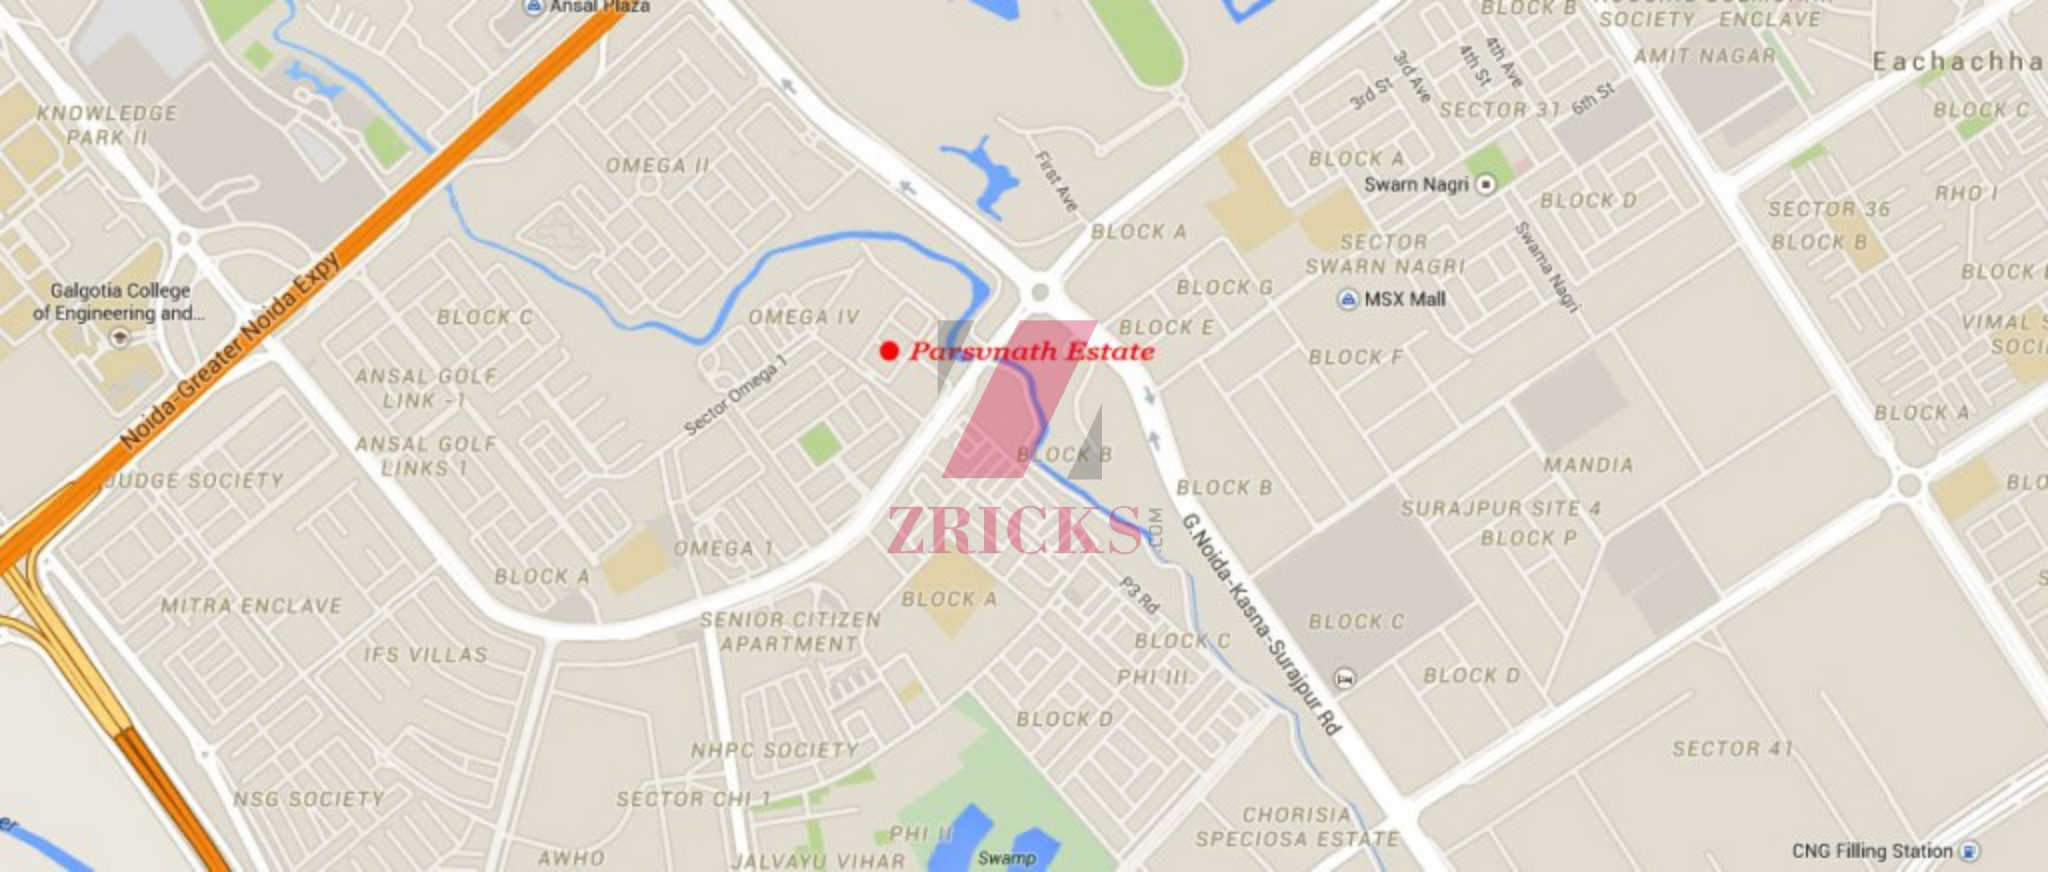 Ansal Plaza
BLOCK B
SOCIETY ENCLAVE
AMIT NAGAR
Eachachha
4th Ave
4th St
3rd Ave
3rd St
6th St
SECTOR 31
BLOCK C
KNOWLEDGE
PARK II
OMEGA II
First Ave
BLOCK A
Swarn Nagri
BLOCK D
RHO I
SECTOR 36
BLOCK B
BLOCK A
SECTOR
SWARN NAGRI
Swarna Nagri
BLOCK
Galgotia College
of Engineering and...
BLOCK G
MSX Mall
BLOCK C
OMEGA IV
BLOCK E
VIMAL S
SOCI
Noida-Greater Noida Expy
Parsvnath Estate
BLOCK F
ANSAL GOLF
LINK -1
Sector Omega 1
BLOCK A
ANSAL GOLF
LINKS 1
BLOCK B
MANDIA
JUDGE SOCIETY
BLOCK B
BLO
SURAJPUR SITE 4
BLOCK P
ZRICKS
.COM
OMEGA 1
BLOCK A
G.Noida-Kasna-Surajpur Rd
P3 Rd
BLOCK A
MITRA ENCLAVE
SENIOR CITIZEN
APARTMENT
BLOCK C
BLOCK C
IFS VILLAS
PHI III
BLOCK D
BLOCK D
NHPC SOCIETY
SECTOR 41
NSG SOCIETY
SECTOR CHI 1
CHORISIA
SPECIOSA ESTATE
er
PHI II
AWHO
JALVAYU VIHAR
Swamp
CNG Filling Station